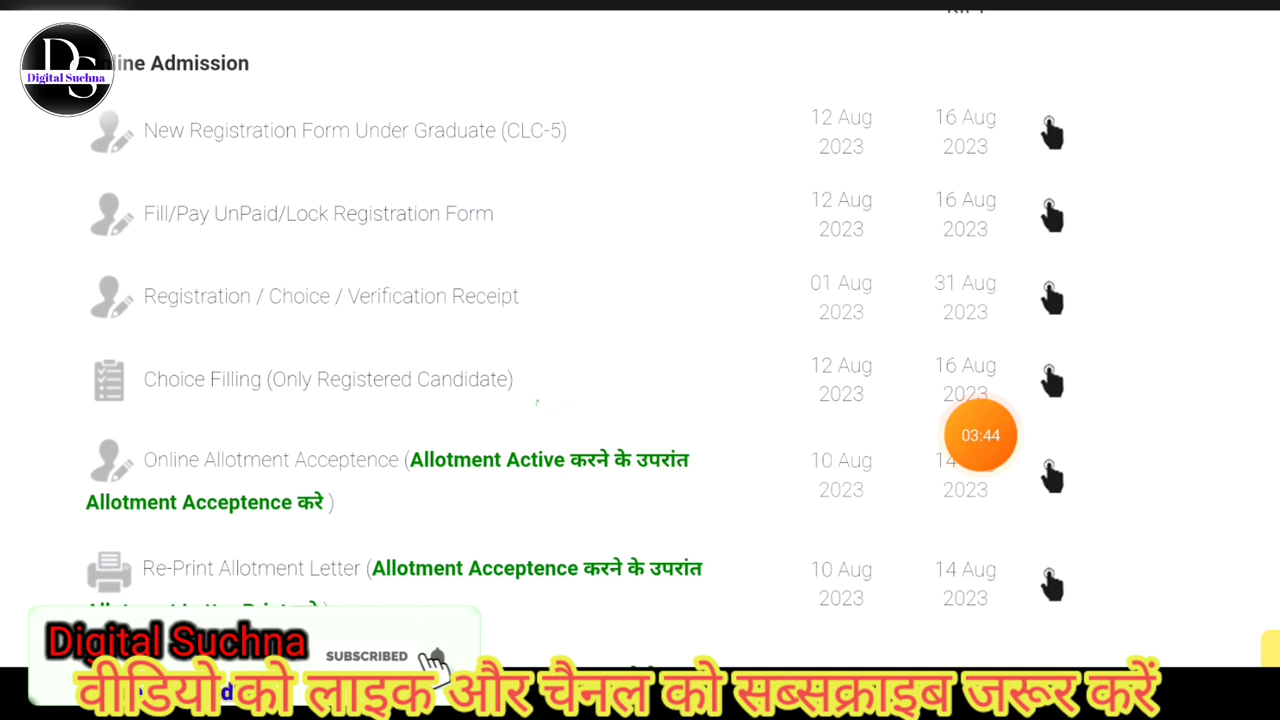 DS
Digital Suchna
line Admission
New Registration Form Under Graduate (CLC-5)
12 Aug
2023
16 Aug
2023
Fill/Pay UnPaid/Lock Registration Form
12 Aug
2023
16 Aug
2023
Registration / Choice / Verification Receipt
01 Aug
2023
31 Aug
2023
Choice Filling (Only Registered Candidate)
12 Aug
2023
16 Aug
2023
03:44
Online Allotment Acceptence (Allotment Active करने के उपरांत
Allotment Acceptence करे )
10 Aug
2023
14
2023
Re-Print Allotment Letter (Allotment Acceptence करने के उपरांत
10 Aug
2023
14 Aug
2023
Digital Suchna
SUBSCRIBED
वीडियो को लाइक और चैनल को सब्सक्राइब जरूर करें